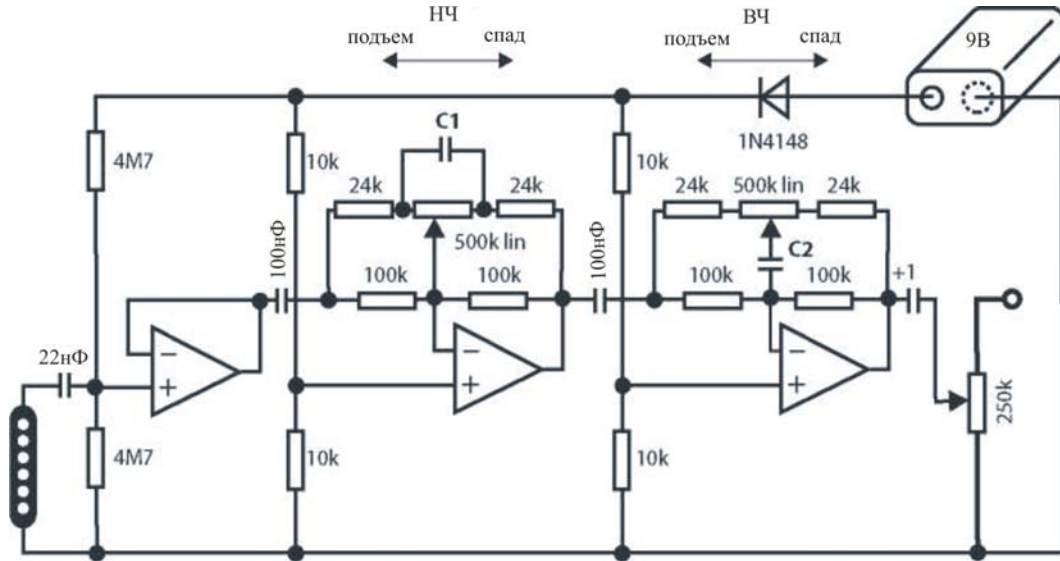 НЧ
подъем спад
ВЧ
подъем спад
9В
C1
1N4148
4M7
10k
24k
24k
500k lin
100нФ
100k
100k
10k
24k
500k lin
24k
100нФ
C2
100k
100k
+1
22нФ
−
+
−
+
−
+
4M7
10k
10k
250k